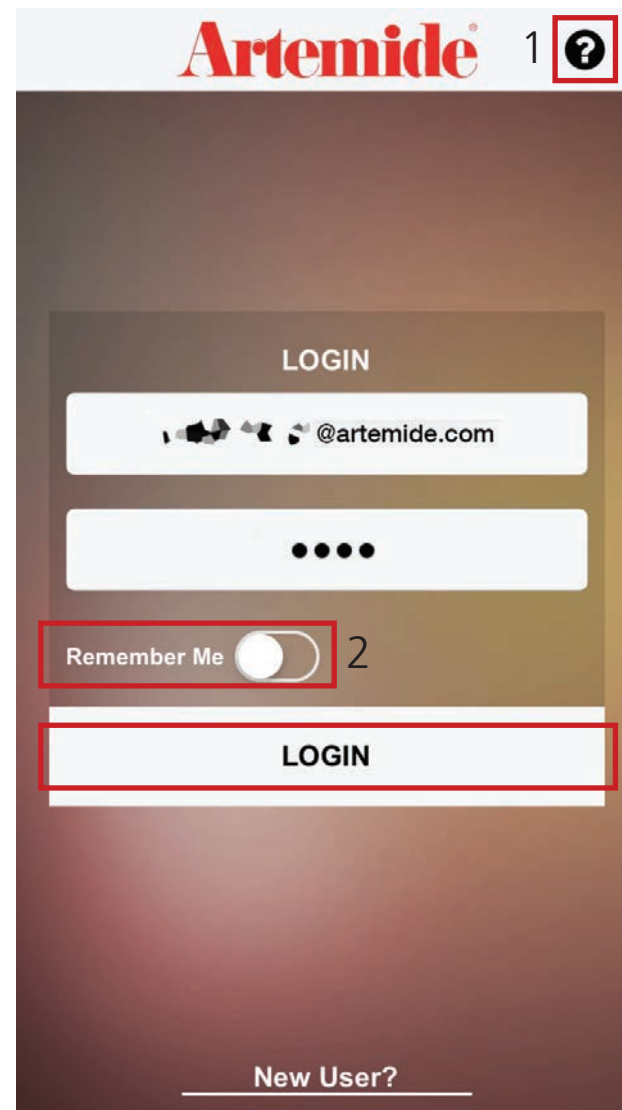 Artemide®
1 ?
LOGIN
@artemide.com
••••
Remember Me 2
LOGIN
New User?